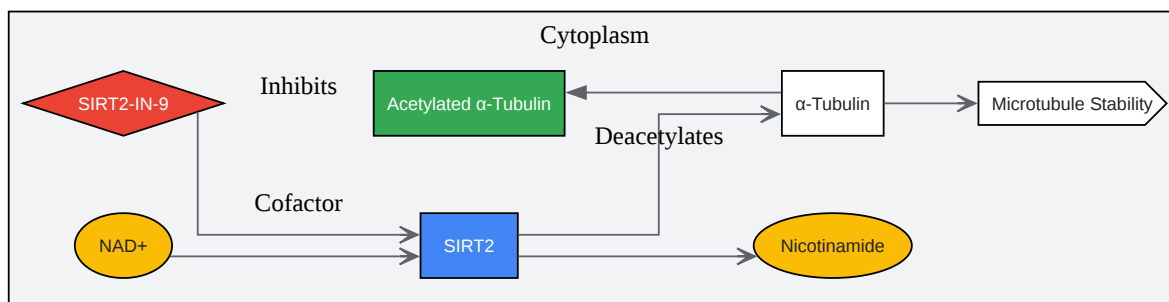 Cytoplasm
SIRT2-IN-9
Inhibits
Acetylated α-Tubulin
α-Tubulin
Microtubule Stability
Deacetylates
Cofactor
NAD+
SIRT2
Nicotinamide